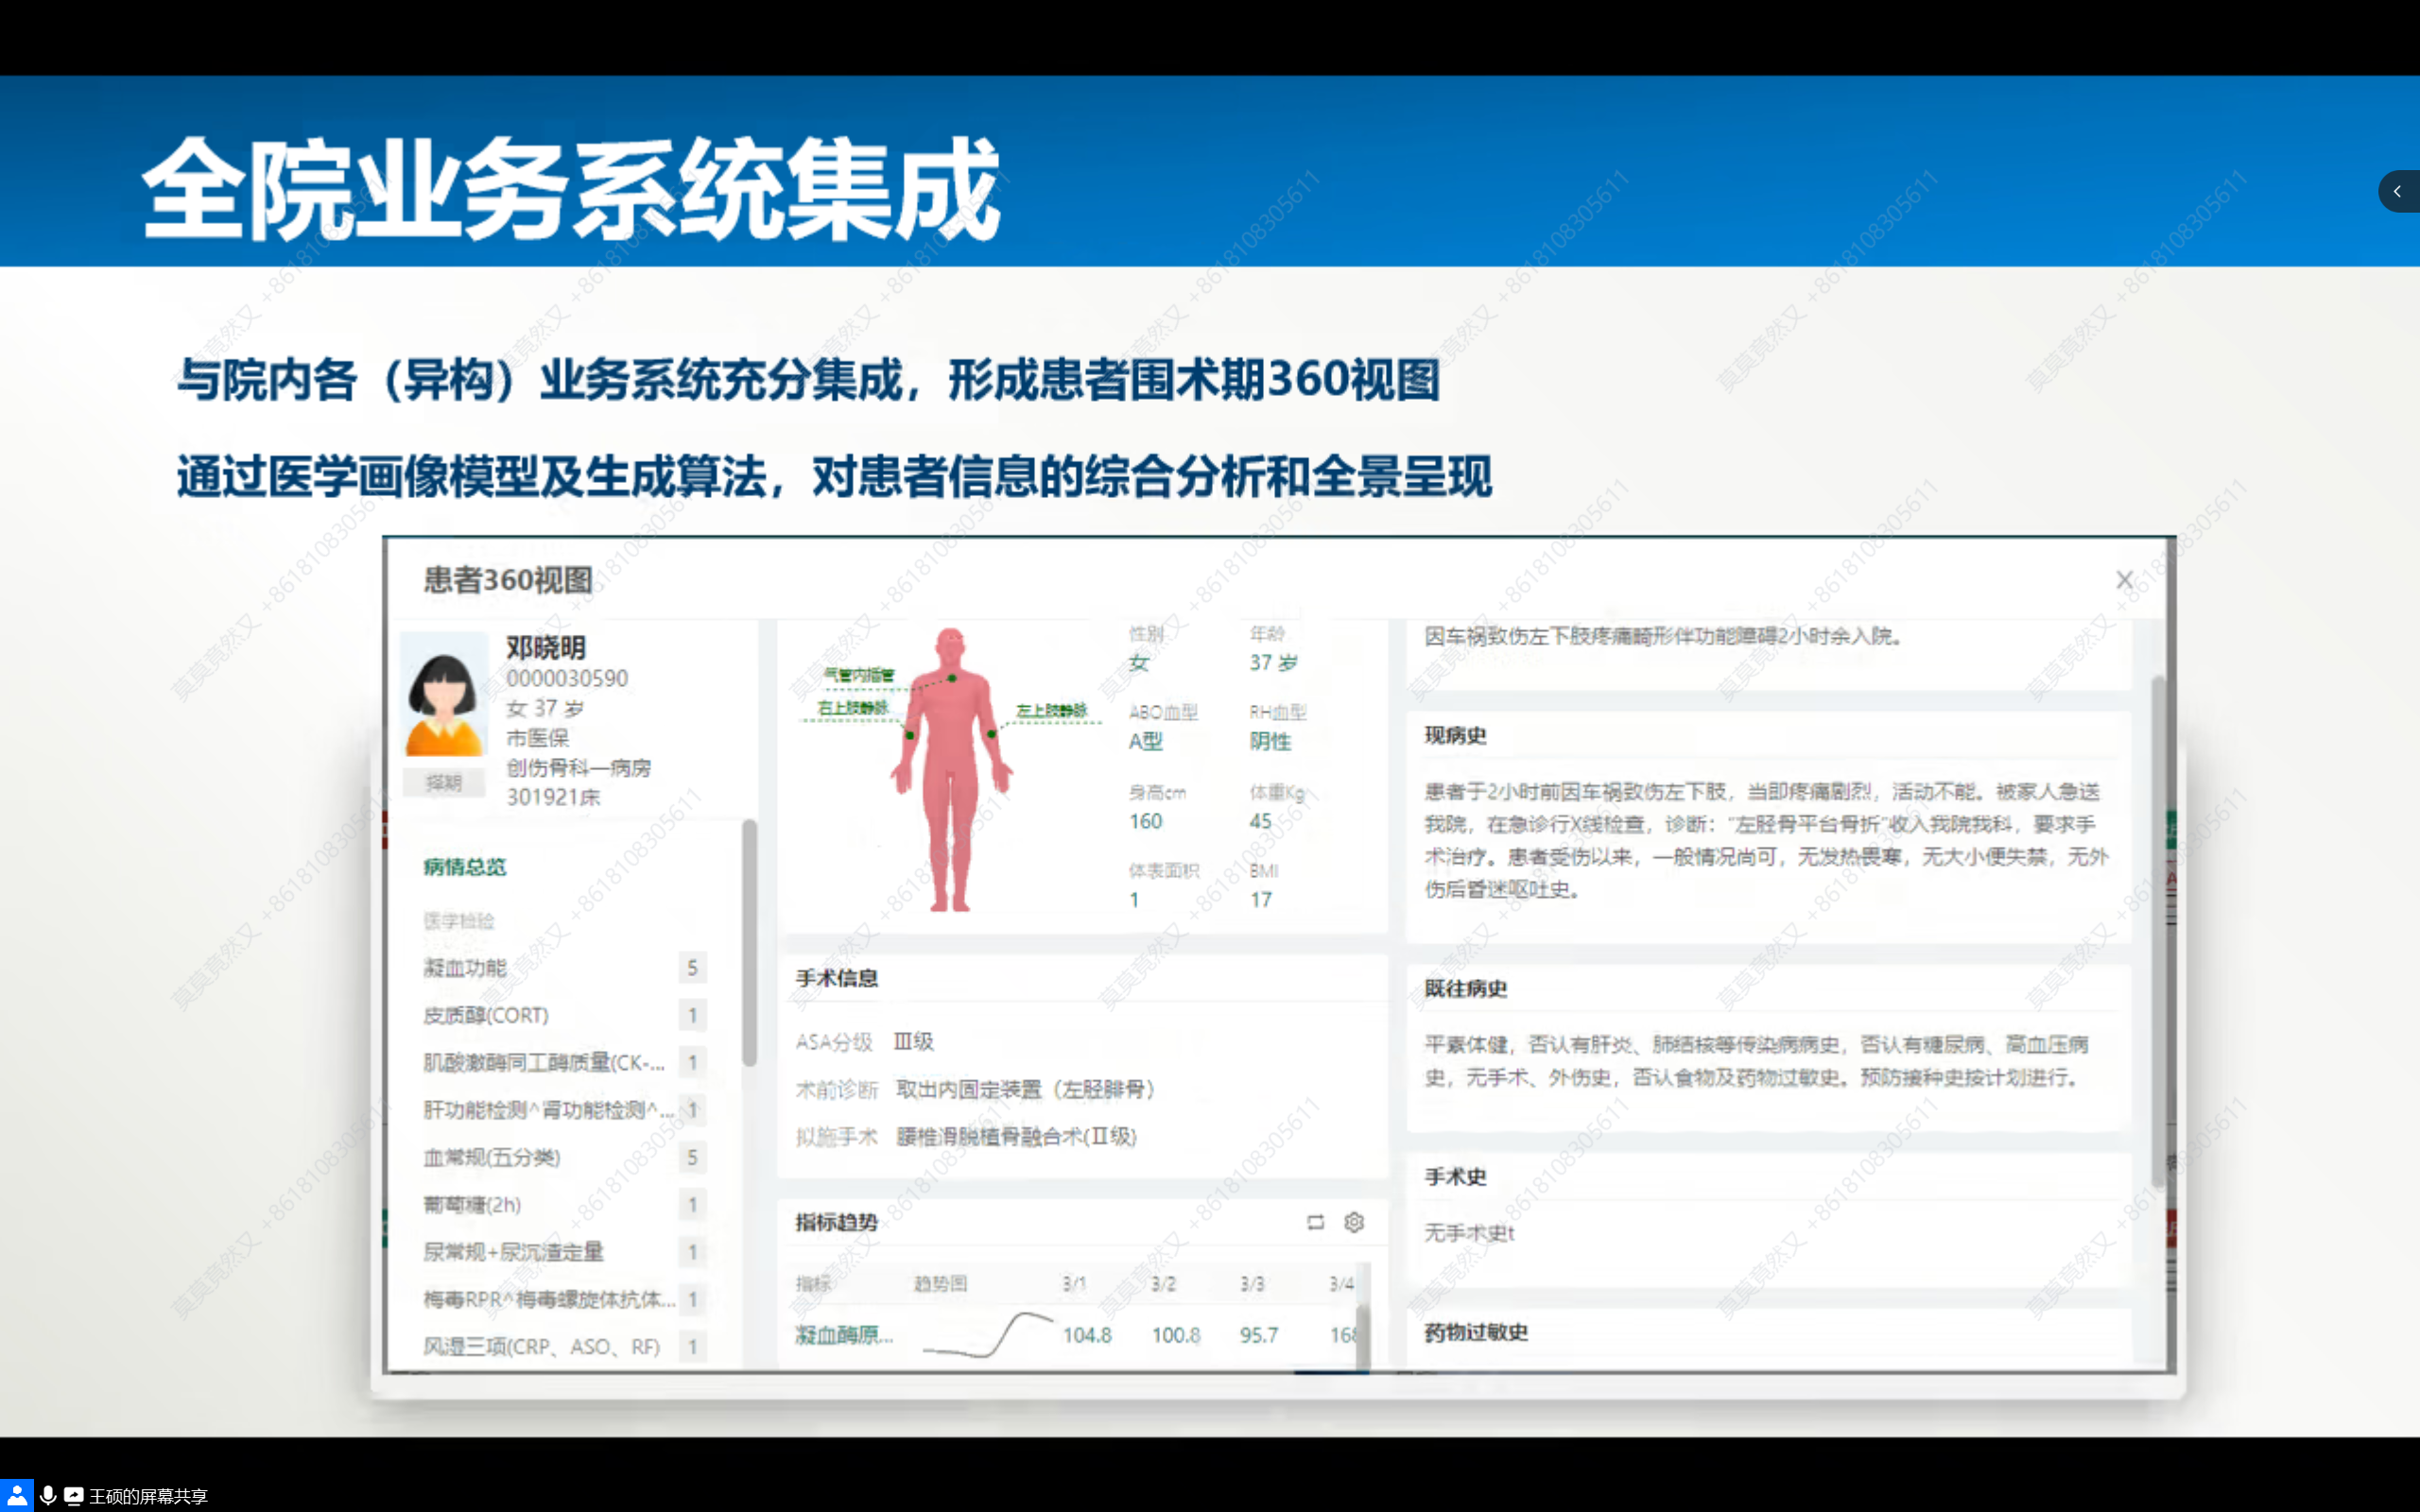 全院业务系统集成
与院内各（异构）业务系统充分集成，形成患者围术期360视图
通过医学画像模型及生成算法，对患者信息的综合分析和全景呈现
患者360视图
邓晓明
0000030590
女 37 岁
市医保
创伤骨科一病房
301921床
择期
病情总览
医学检验
凝血功能 5
皮质醇(CORT) 1
肌酸激酶同工酶质量(CK-... 1
肝功能检测^肾功能检测^... 1
血常规(五分类) 5
葡萄糖(2h) 1
尿常规+尿沉渣定量 1
梅毒RPR^梅毒螺旋体抗体... 1
风湿三项(CRP、ASO、RF) 1
气管内插管
右上肢静脉
左上肢静脉
性别 年龄
女 37 岁
ABO血型 RH血型
A型 阴性
身高cm 体重Kg
160 45
体表面积 BMI
1 17
手术信息
ASA分级 Ⅲ级
术前诊断 取出内固定装置（左胫腓骨）
拟施手术 腰椎滑脱植骨融合术(Ⅱ级)
指标趋势
指标 趋势图 3/1 3/2 3/3 3/4
凝血酶原... 104.8 100.8 95.7 168
因车祸致伤左下肢疼痛畸形伴功能障碍2小时余入院。
现病史
患者于2小时前因车祸致伤左下肢，当即疼痛剧烈，活动不能。被家人急送
我院，在急诊行X线检查，诊断：“左胫骨平台骨折”收入我院我科，要求手
术治疗。患者受伤以来，一般情况尚可，无发热畏寒，无大小便失禁，无外
伤后昏迷呕吐史。
既往病史
平素体健，否认有肝炎、肺结核等传染病病史，否认有糖尿病、高血压病
史，无手术、外伤史，否认食物及药物过敏史。预防接种史按计划进行。
手术史
无手术史t
药物过敏史
莫莫竟然又 +8618108305611
王硕的屏幕共享